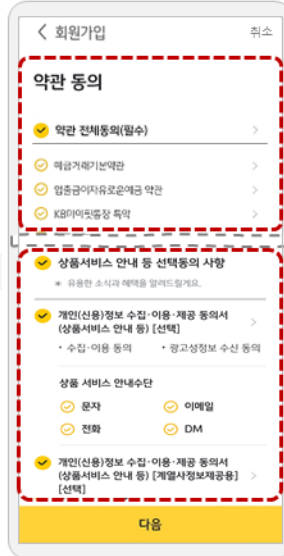 회원가입
취소
약관 동의
약관 전체동의(필수)
예금거래기본약관
입출금이자유로운예금 약관
KB마이핏통장 특약
상품서비스 안내 등 선택동의 사항
* 유용한 소식과 혜택을 알려드릴게요.
개인(신용)정보 수집·이용·제공 동의서
(상품서비스 안내 등) [선택]
• 수집·이용 동의 • 광고성정보 수신 동의
상품 서비스 안내수단
문자 이메일
전화 DM
개인(신용)정보 수집·이용·제공 동의서
(상품서비스 안내 등) [계열사정보제공용]
[선택]
다음